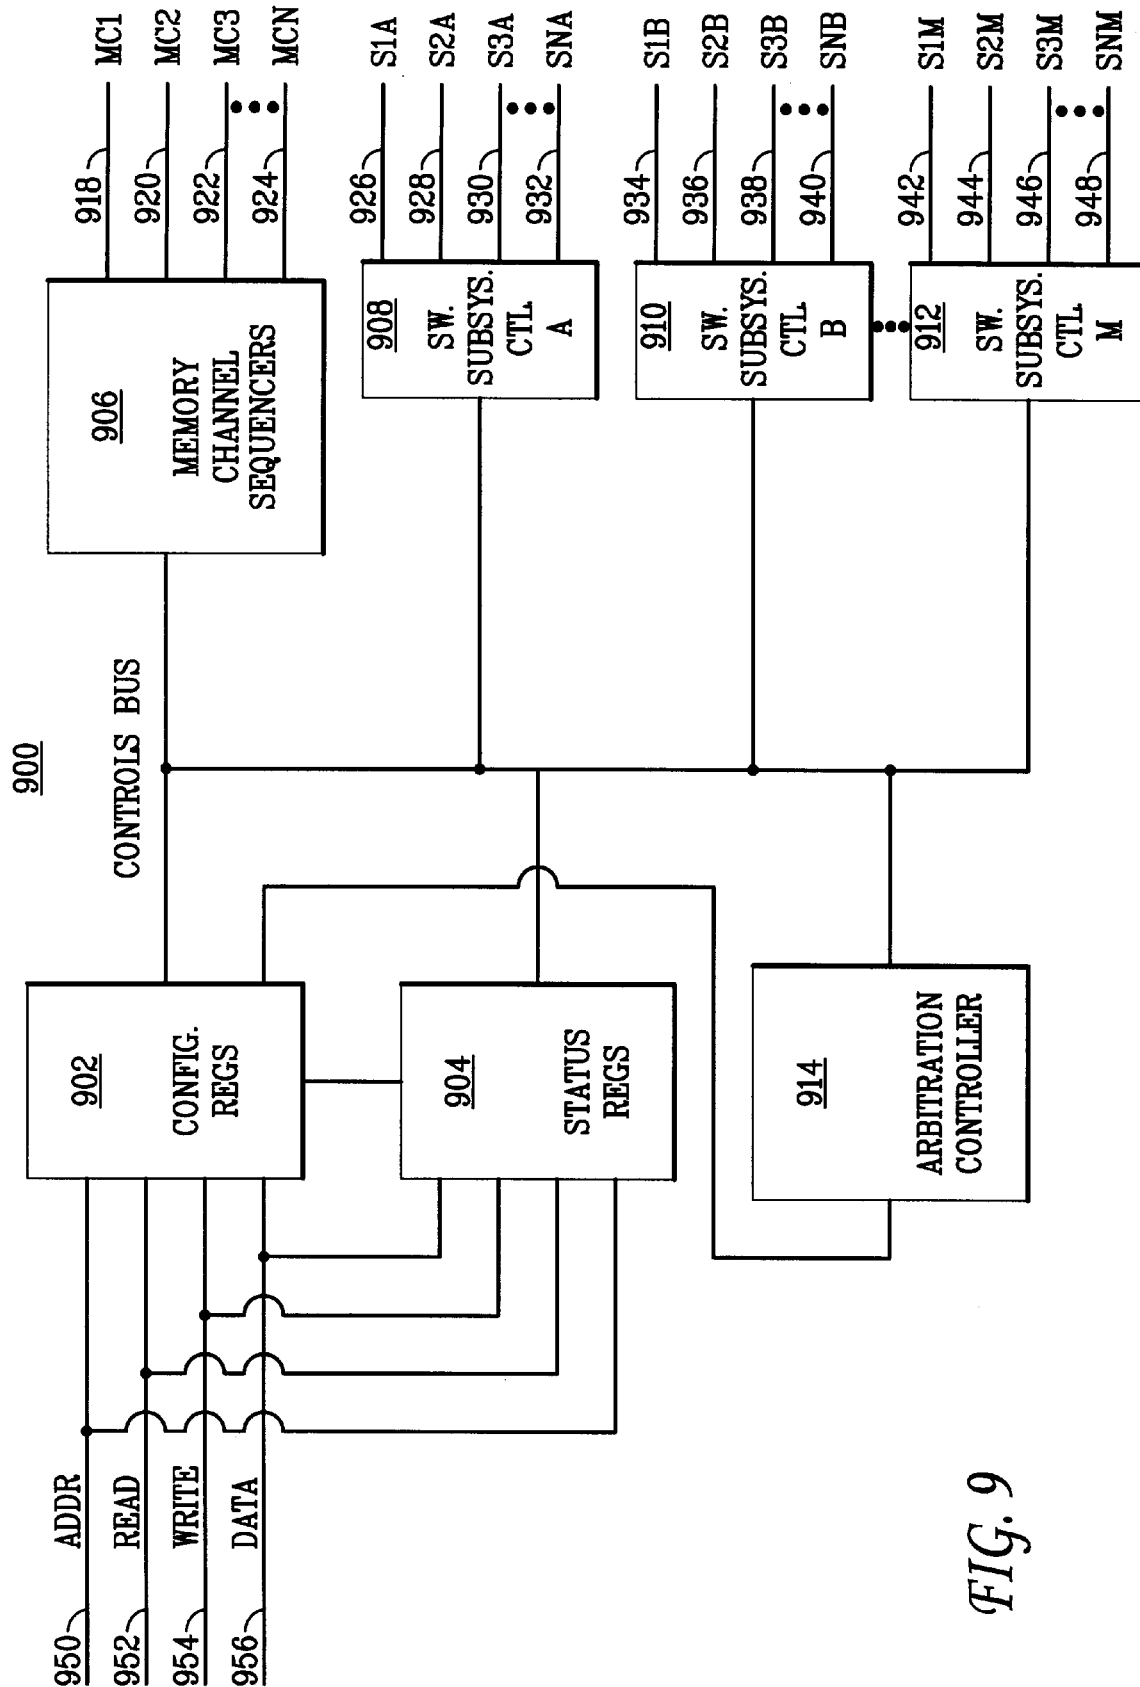 900
CONTROLS BUS
950
ADDR
952
READ
954
WRITE
956
DATA
902
CONFIG.
REGS
904
STATUS
REGS
914
ARBITRATION
CONTROLLER
906
MEMORY
CHANNEL
SEQUENCERS
918
MC1
920
MC2
922
MC3
924
MCN
908
SW.
SUBSYS.
CTL
A
926
S1A
928
S2A
930
S3A
932
SNA
910
SW.
SUBSYS.
CTL
B
934
S1B
936
S2B
938
S3B
940
SNB
912
SW.
SUBSYS.
CTL
M
942
S1M
944
S2M
946
S3M
948
SNM
FIG. 9